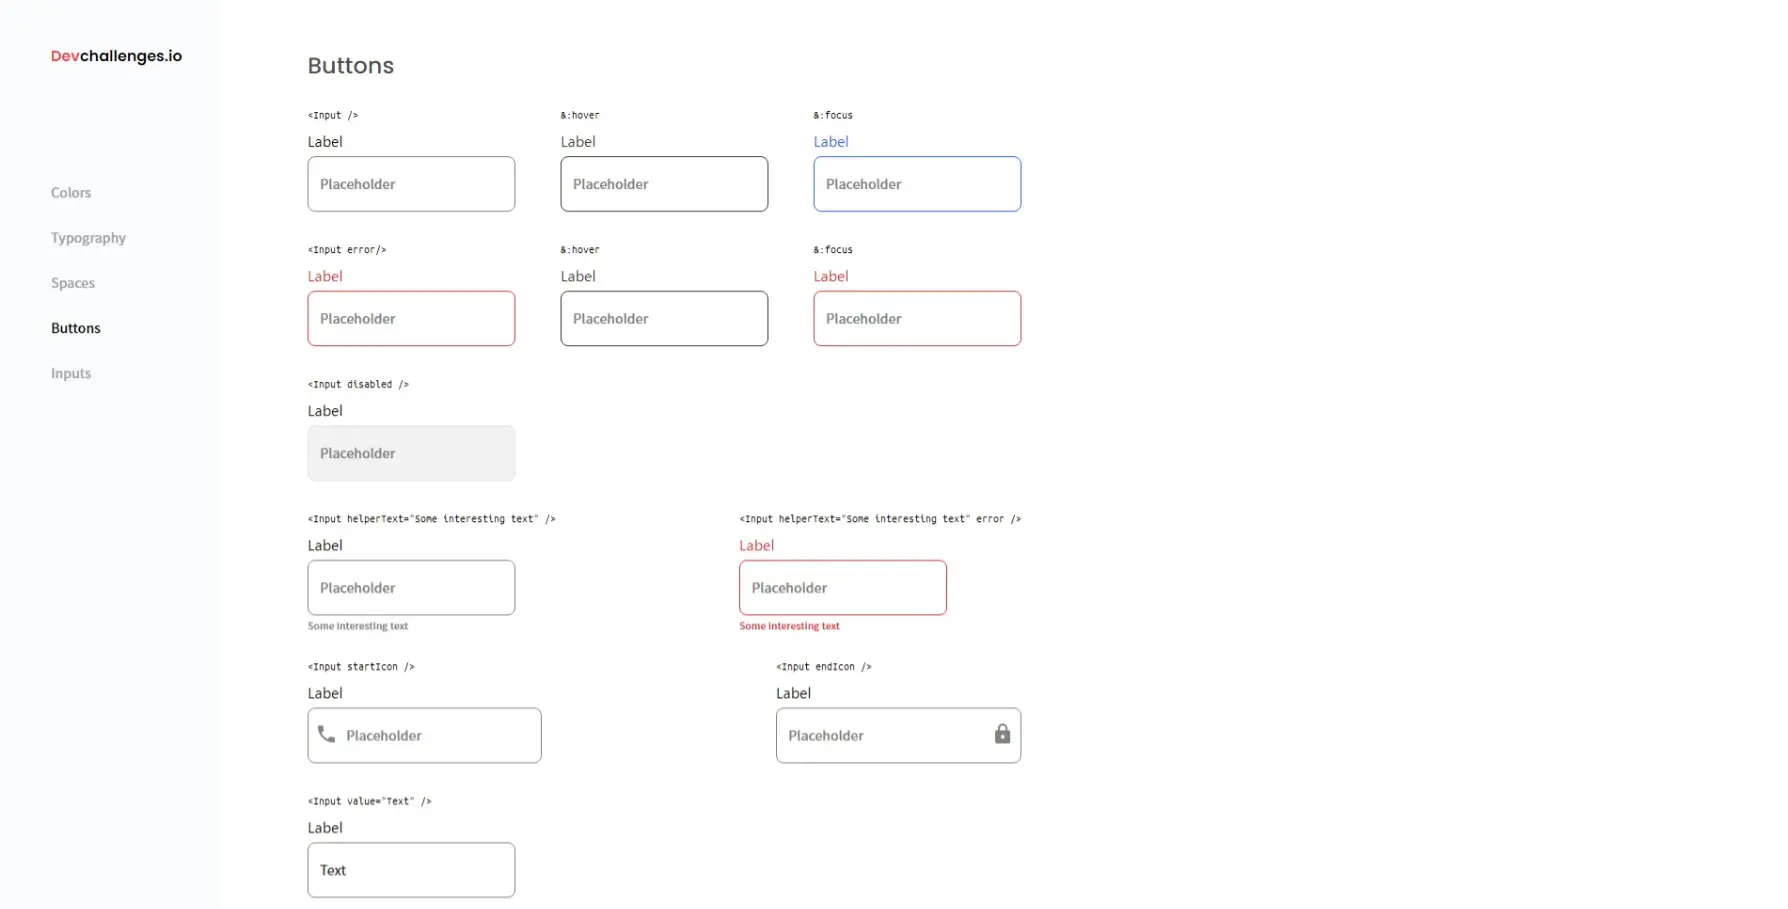 Devchallenges.io
Colors
Typography
Spaces
Buttons
Inputs
Buttons
<Input />
&:hover
&:focus
Label
Label
Label
Placeholder
Placeholder
Placeholder
<Input error/>
&:hover
&:focus
Label
Label
Label
Placeholder
Placeholder
Placeholder
<Input disabled />
Label
Placeholder
<Input helperText="Some interesting text" />
<Input helperText="Some interesting text" error />
Label
Label
Placeholder
Placeholder
Some interesting text
Some interesting text
<Input startIcon />
<Input endIcon />
Label
Label
Placeholder
Placeholder
<Input value="Text" />
Label
Text